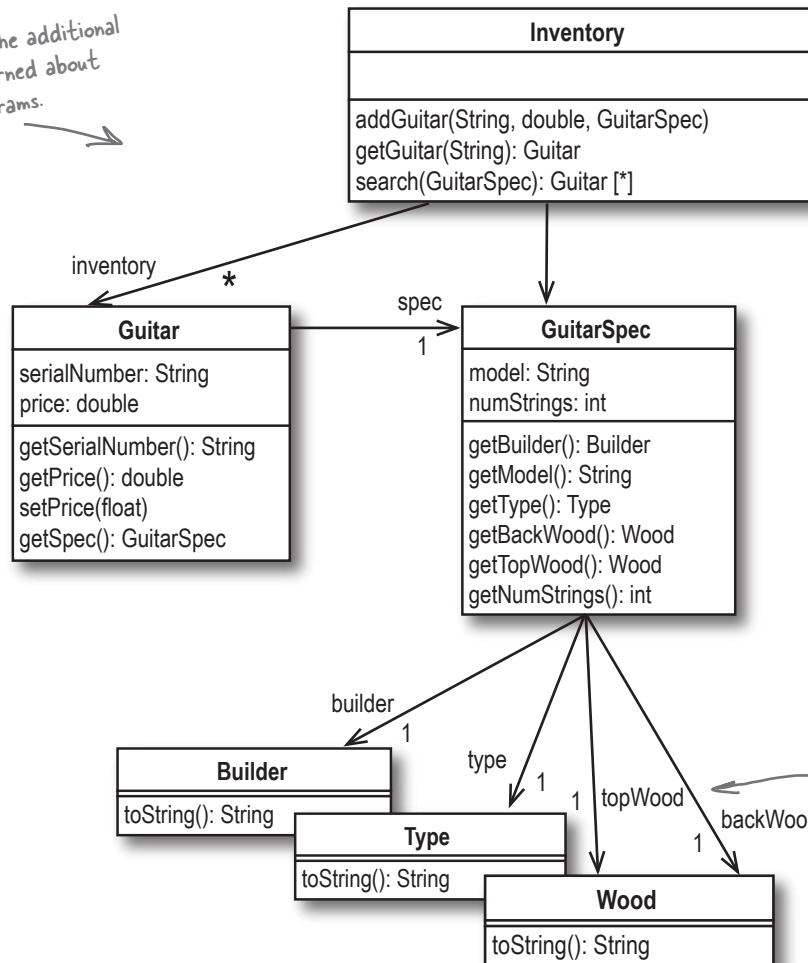 he additional
rned about
rams.
Inventory
addGuitar(String, double, GuitarSpec)
getGuitar(String): Guitar
search(GuitarSpec): Guitar [*]
inventory
*
Guitar
serialNumber: String
price: double
getSerialNumber(): String
getPrice(): double
setPrice(float)
getSpec(): GuitarSpec
spec
1
GuitarSpec
model: String
numStrings: int
getBuilder(): Builder
getModel(): String
getType(): Type
getBackWood(): Wood
getTopWood(): Wood
getNumStrings(): int
builder
1
type
1
1
topWood
backWoo
1
Builder
toString(): String
Type
toString(): String
Wood
toString(): String